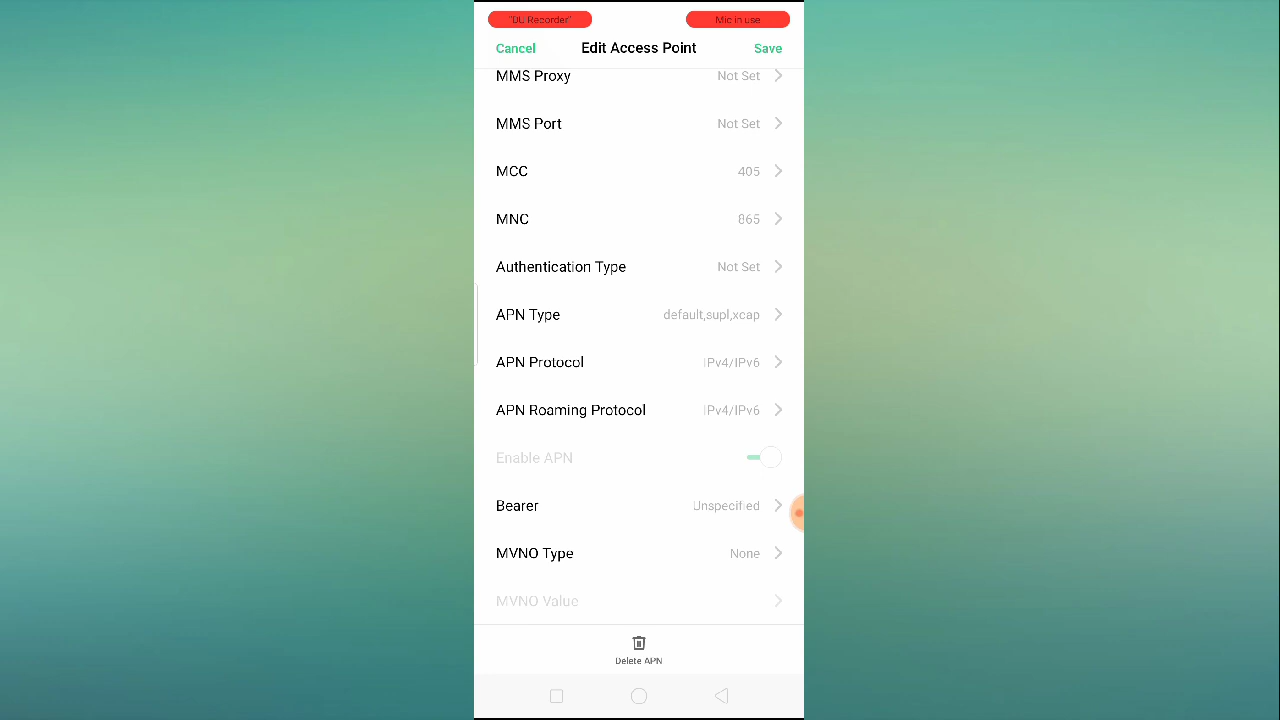 "DU Recorder" Mic in use
Cancel Edit Access Point Save
MMS Proxy Not Set
MMS Port Not Set
MCC 405
MNC 865
Authentication Type Not Set
APN Type default,supl,xcap
APN Protocol IPv4/IPv6
APN Roaming Protocol IPv4/IPv6
Enable APN
Bearer Unspecified
MVNO Type None
MVNO Value
Delete APN